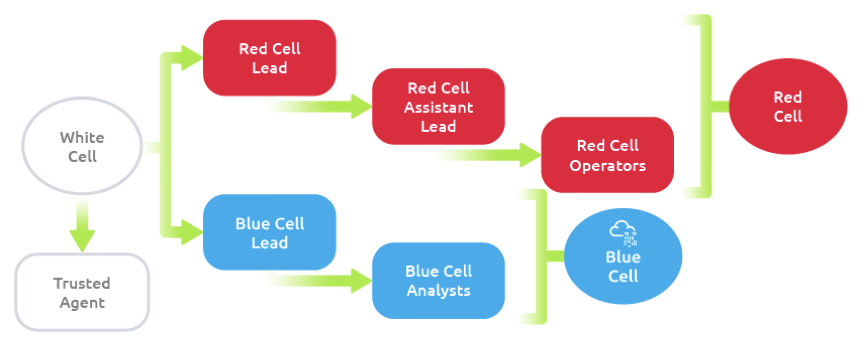 Red Cell
Lead
Red Cell
Assistant
Lead
Red Cell
Operators
Red
Cell
White
Cell
Trusted
Agent
Blue Cell
Lead
Blue Cell
Analysts
Blue
Cell